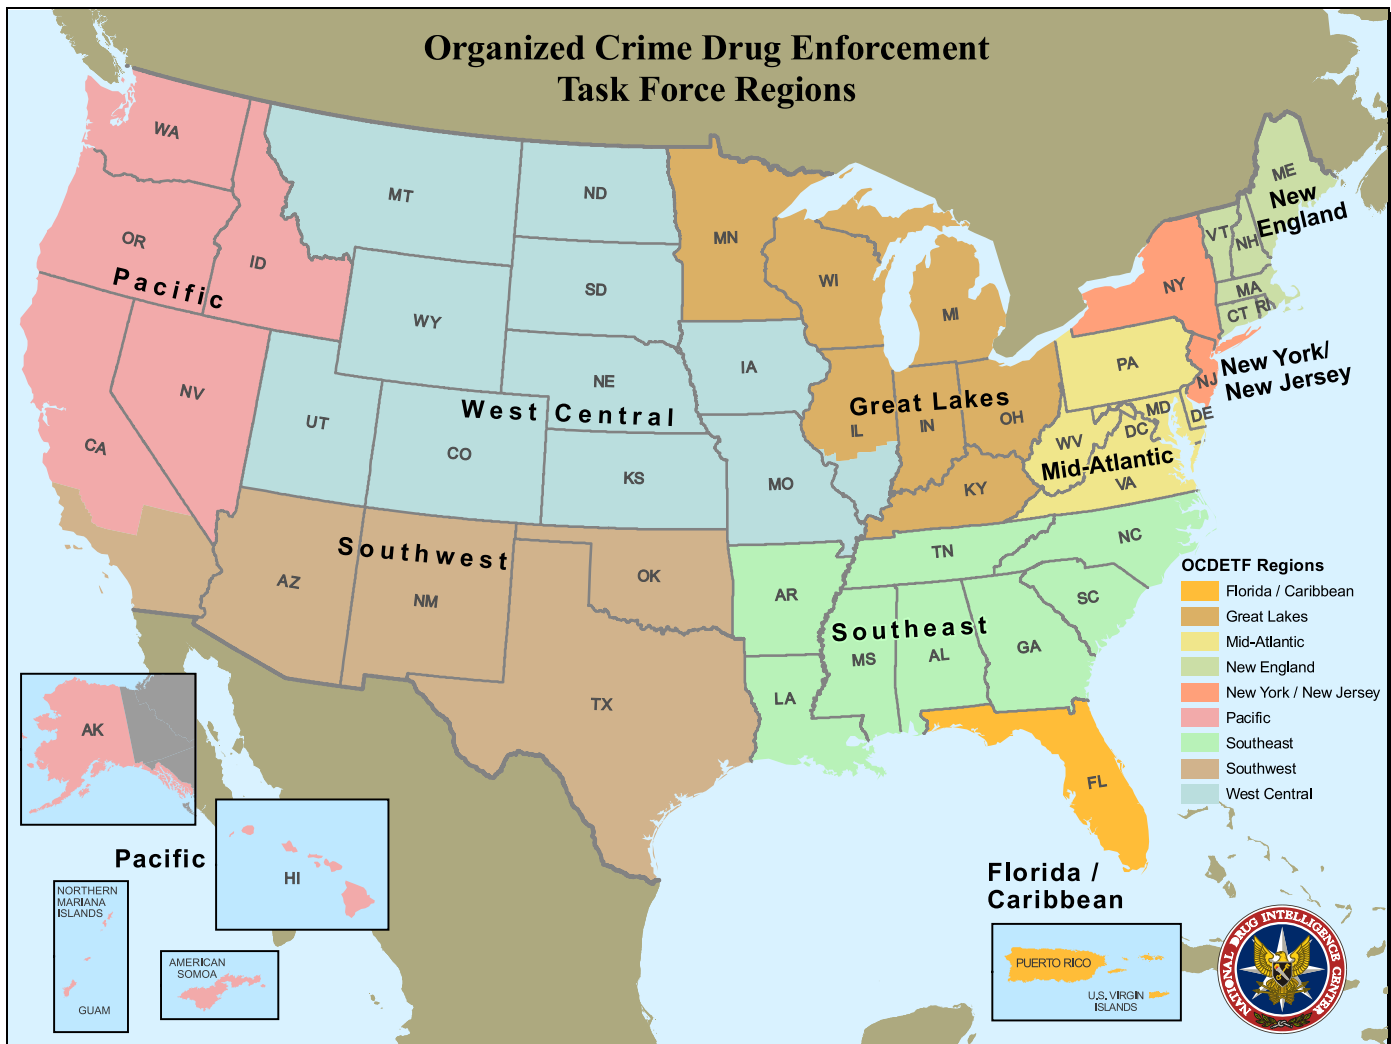 Organized Crime Drug Enforcement
Task Force Regions
WA
MT
ND
MN
ME
New
England
VT
NH
OR
ID
Pacific
SD
WI
MI
NY
MA
CT
RI
WY
IA
PA
New York/
New Jersey
NJ
NV
NE
West Central
Great Lakes
UT
CO
IL
IN
OH
MD
DE
DC
WV
Mid-Atlantic
VA
CA
KS
MO
KY
Southwest
AZ
NM
OK
AR
TN
NC
SC
Southeast
MS
AL
GA
TX
LA
FL
OCDETF Regions
Florida / Caribbean
Great Lakes
Mid-Atlantic
New England
New York / New Jersey
Pacific
Southeast
Southwest
West Central
AK
Pacific
HI
NORTHERN
MARIANA
ISLANDS
GUAM
AMERICAN
SOMOA
Florida /
Caribbean
PUERTO RICO
U.S. VIRGIN
ISLANDS
NATIONAL DRUG INTELLIGENCE CENTER